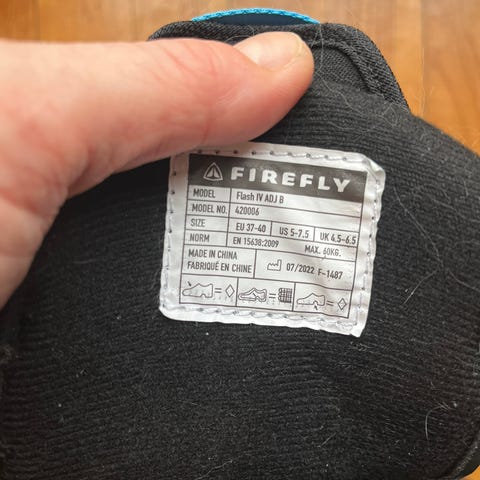 FIREFLY
MODEL Flash IV ADJ B
MODEL NO. 420006
SIZE EU 37-40 US 5-7.5 UK 4.5-6.5
NORM EN 15638:2009 MAX. 60KG.
MADE IN CHINA
FABRIQUÉ EN CHINE 07/2022 F-1487